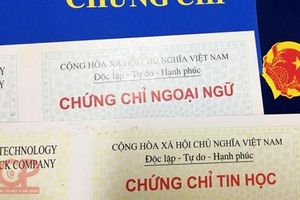 CHỨNG CHỈ
CỘNG HÒA XÃ HỘI CHỦ NGHĨA VIỆT NAM
Độc lập - Tự do - Hạnh phúc
CHỨNG CHỈ NGOẠI NGỮ
TECHNOLOGY
CK COMPANY
CỘNG HÒA XÃ HỘI CHỦ NGHĨA VIỆT NAM
Độc lập - Tự do - Hạnh phúc
CHỨNG CHỈ TIN HỌC